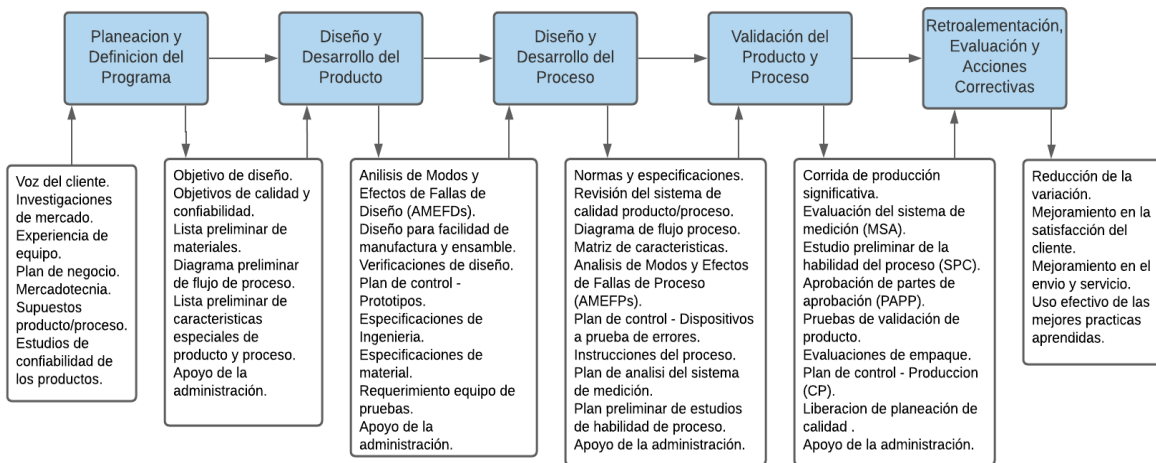 Planeacion y
Definicion del
Programa
Diseño y
Desarrollo del
Producto
Diseño y
Desarrollo del
Proceso
Validación del
Producto y
Proceso
Retroalementación,
Evaluación y
Acciones
Correctivas
Voz del cliente.
Investigaciones
de mercado.
Experiencia de
equipo.
Plan de negocio.
Mercadotecnia.
Supuestos
producto/proceso.
Estudios de
confiabilidad de
los productos.
Objetivo de diseño.
Objetivos de calidad y
confiabilidad.
Lista preliminar de
materiales.
Diagrama preliminar
de flujo de proceso.
Lista preliminar de
caracteristicas
especiales de
producto y proceso.
Apoyo de la
administración.
Anilisis de Modos y
Efectos de Fallas de
Diseño (AMEFDs).
Diseño para facilidad de
manufactura y ensamble.
Verificaciones de diseño.
Plan de control -
Prototipos.
Especificaciones de
Ingenieria.
Especificaciones de
material.
Requerimiento equipo de
pruebas.
Apoyo de la
administración.
Normas y especificaciones.
Revisión del sistema de
calidad producto/proceso.
Diagrama de flujo proceso.
Matriz de caracteristicas.
Analisis de Modos y Efectos
de Fallas de Proceso
(AMEFPs).
Plan de control - Dispositivos
a prueba de errores.
Instrucciones del proceso.
Plan de analisi del sistema
de medición.
Plan preliminar de estudios
de habilidad de proceso.
Apoyo de la administración.
Corrida de producción
significativa.
Evaluación del sistema de
medición (MSA).
Estudio preliminar de la
habilidad del proceso (SPC).
Aprobación de partes de
aprobación (PAPP).
Pruebas de validación de
producto.
Evaluaciones de empaque.
Plan de control - Produccion
(CP).
Liberacion de planeación de
calidad .
Apoyo de la administración.
Reducción de la
variación.
Mejoramiento en la
satisfacción del
cliente.
Mejoramiento en el
envio y servicio.
Uso efectivo de las
mejores practicas
aprendidas.